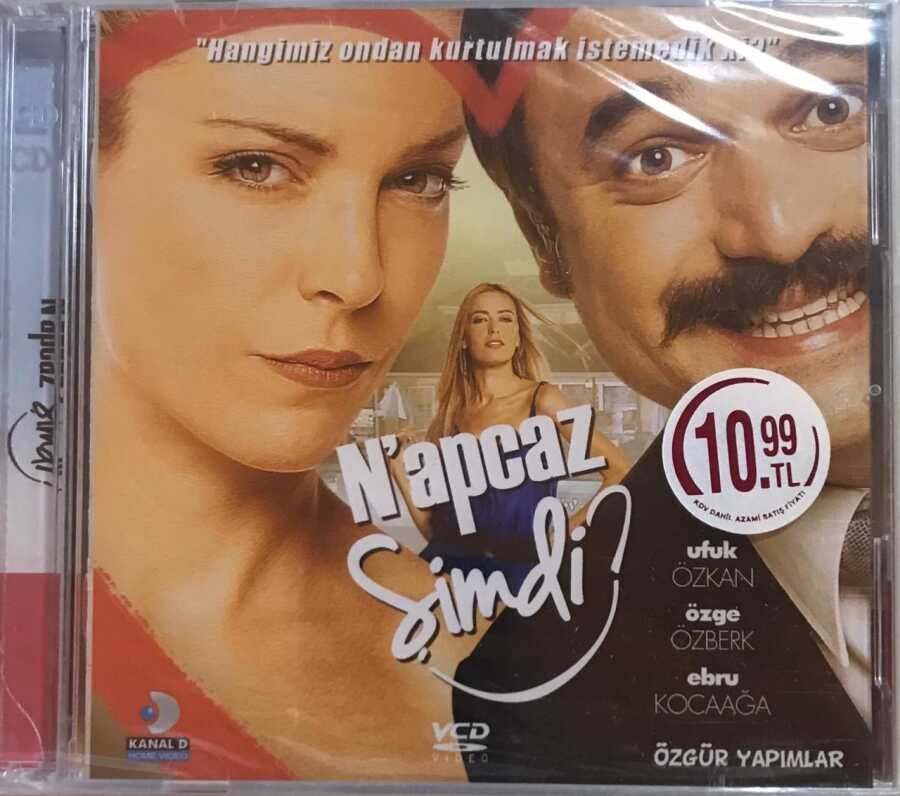 "Hangimiz ondan kurtulmak istemedik ki?"
N'apcaz
Şimdi?
10.99
.TL
KDV DAHİL AZAMİ SATIŞ FİYATI
ufuk
ÖZKAN
özge
ÖZBERK
ebru
KOCAAĞA
ÖZGÜR YAPIMLAR
KANAL D
HOME VIDEO
VCD
VIDEO